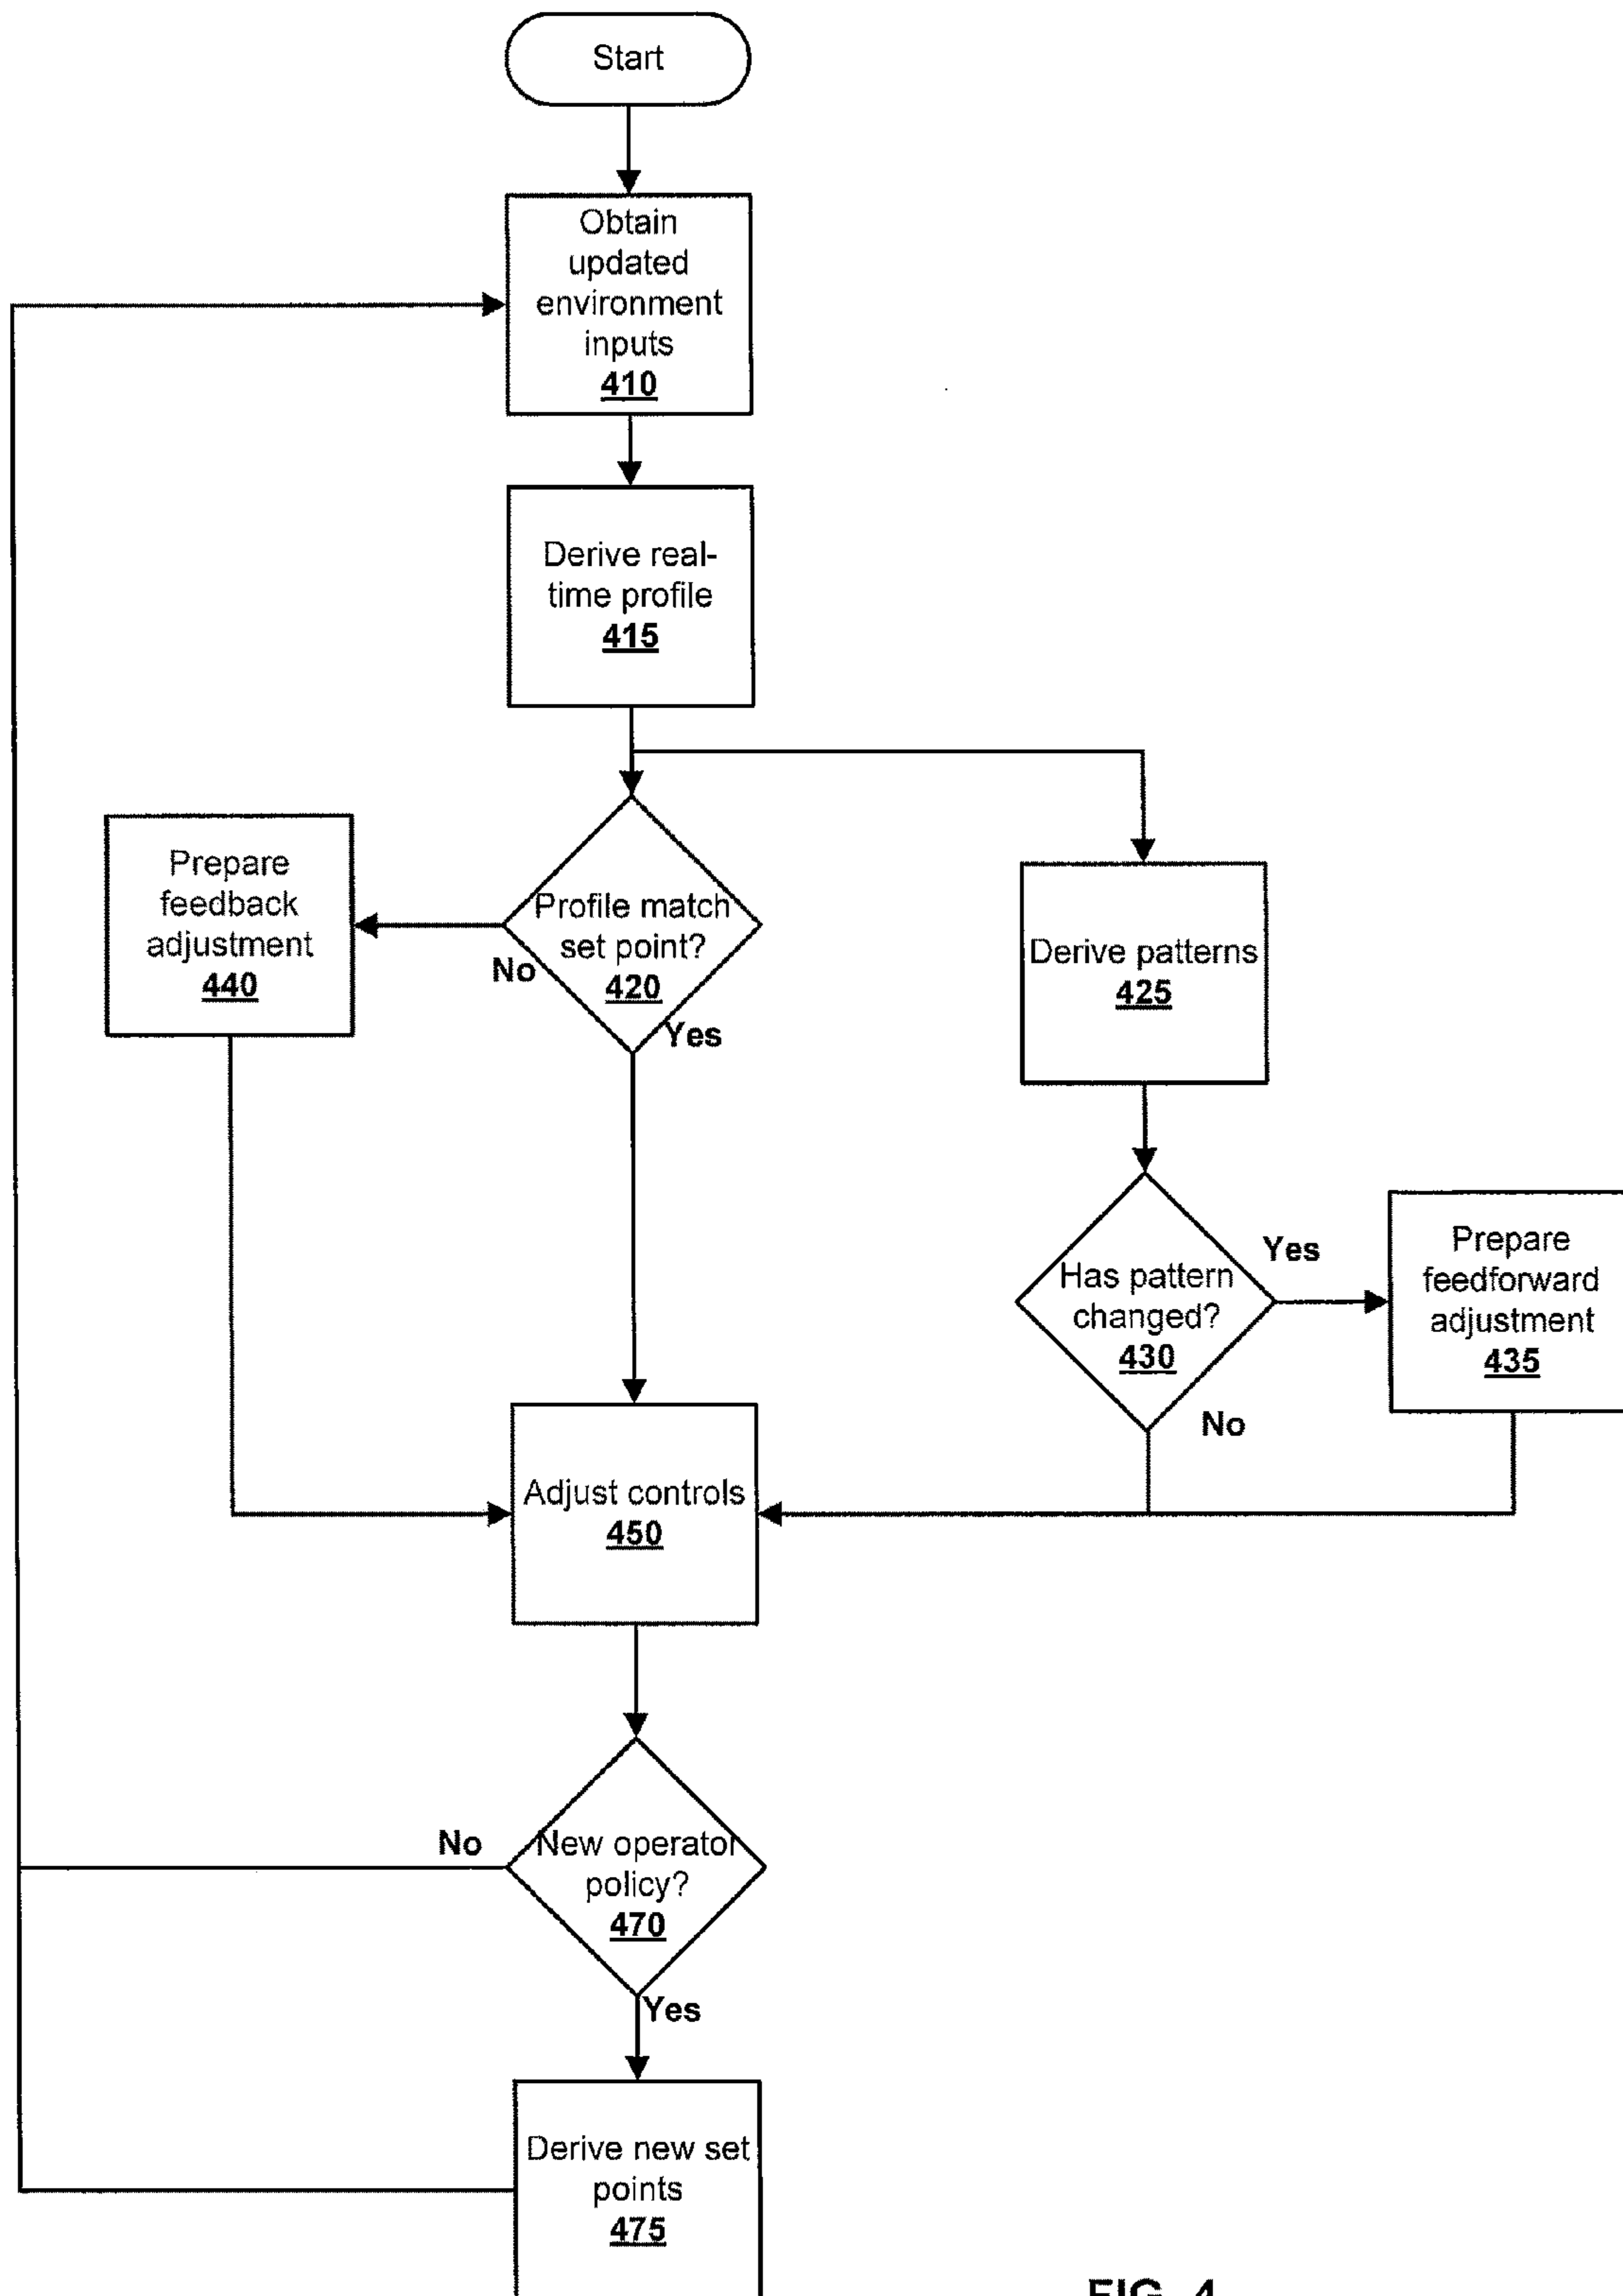 Start
Obtain
updated
environment
inputs
410
Derive real-
time profile
415
Prepare
feedback
adjustment
440
Profile match
set point?
420
No
Yes
Derive patterns
425
Has pattern
changed?
430
Yes
No
Prepare
feedforward
adjustment
435
Adjust controls
450
New operator
policy?
470
No
Yes
Derive new set
points
475
FIG. 4